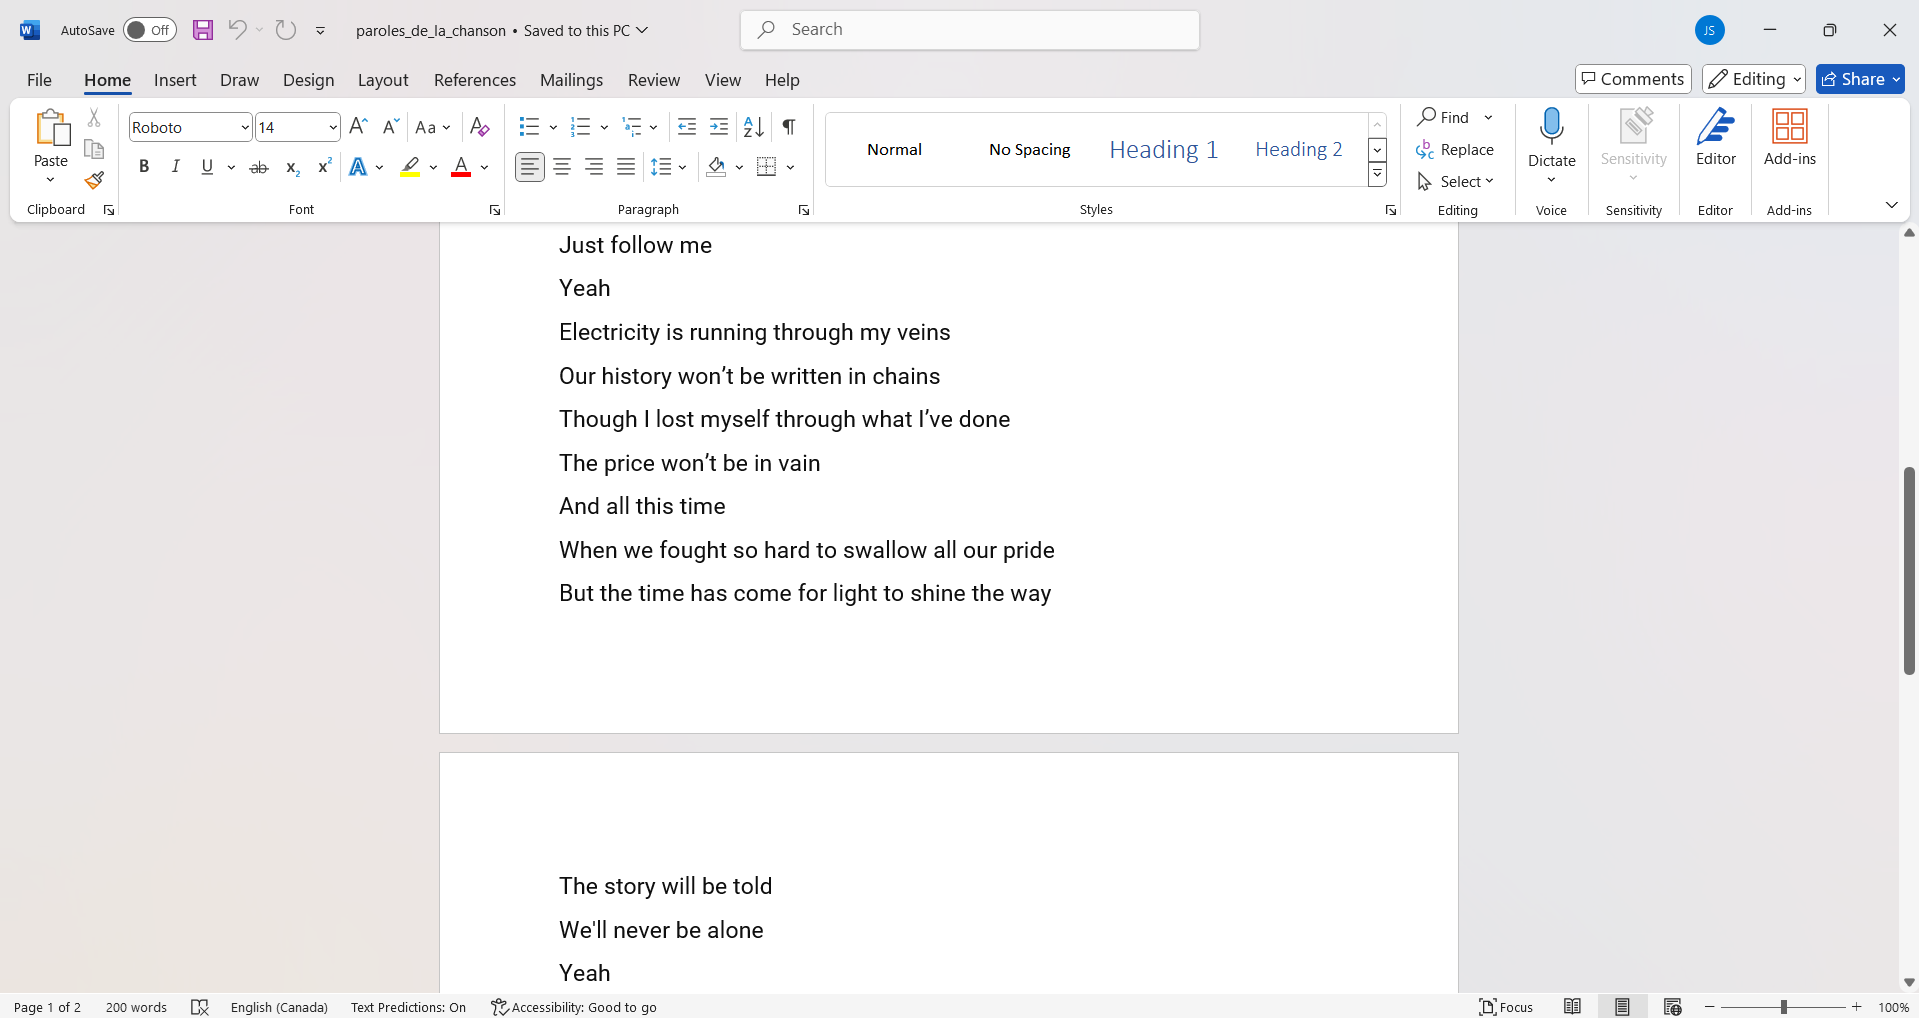 AutoSave Off paroles_de_la_chanson • Saved to this PC Search JS
File Home Insert Draw Design Layout References Mailings Review View Help Comments Editing Share
Paste
Clipboard
Roboto 14
Aa
B I U ab x₂ x² A A
Font
Paragraph
Normal No Spacing Heading 1 Heading 2
Styles
Find
Replace
Select
Editing
Dictate
Voice
Sensitivity
Sensitivity
Editor
Editor
Add-ins
Add-ins
Just follow me
Yeah
Electricity is running through my veins
Our history won’t be written in chains
Though I lost myself through what I’ve done
The price won’t be in vain
And all this time
When we fought so hard to swallow all our pride
But the time has come for light to shine the way
The story will be told
We'll never be alone
Yeah
Page 1 of 2 200 words English (Canada) Text Predictions: On Accessibility: Good to go Focus 100%